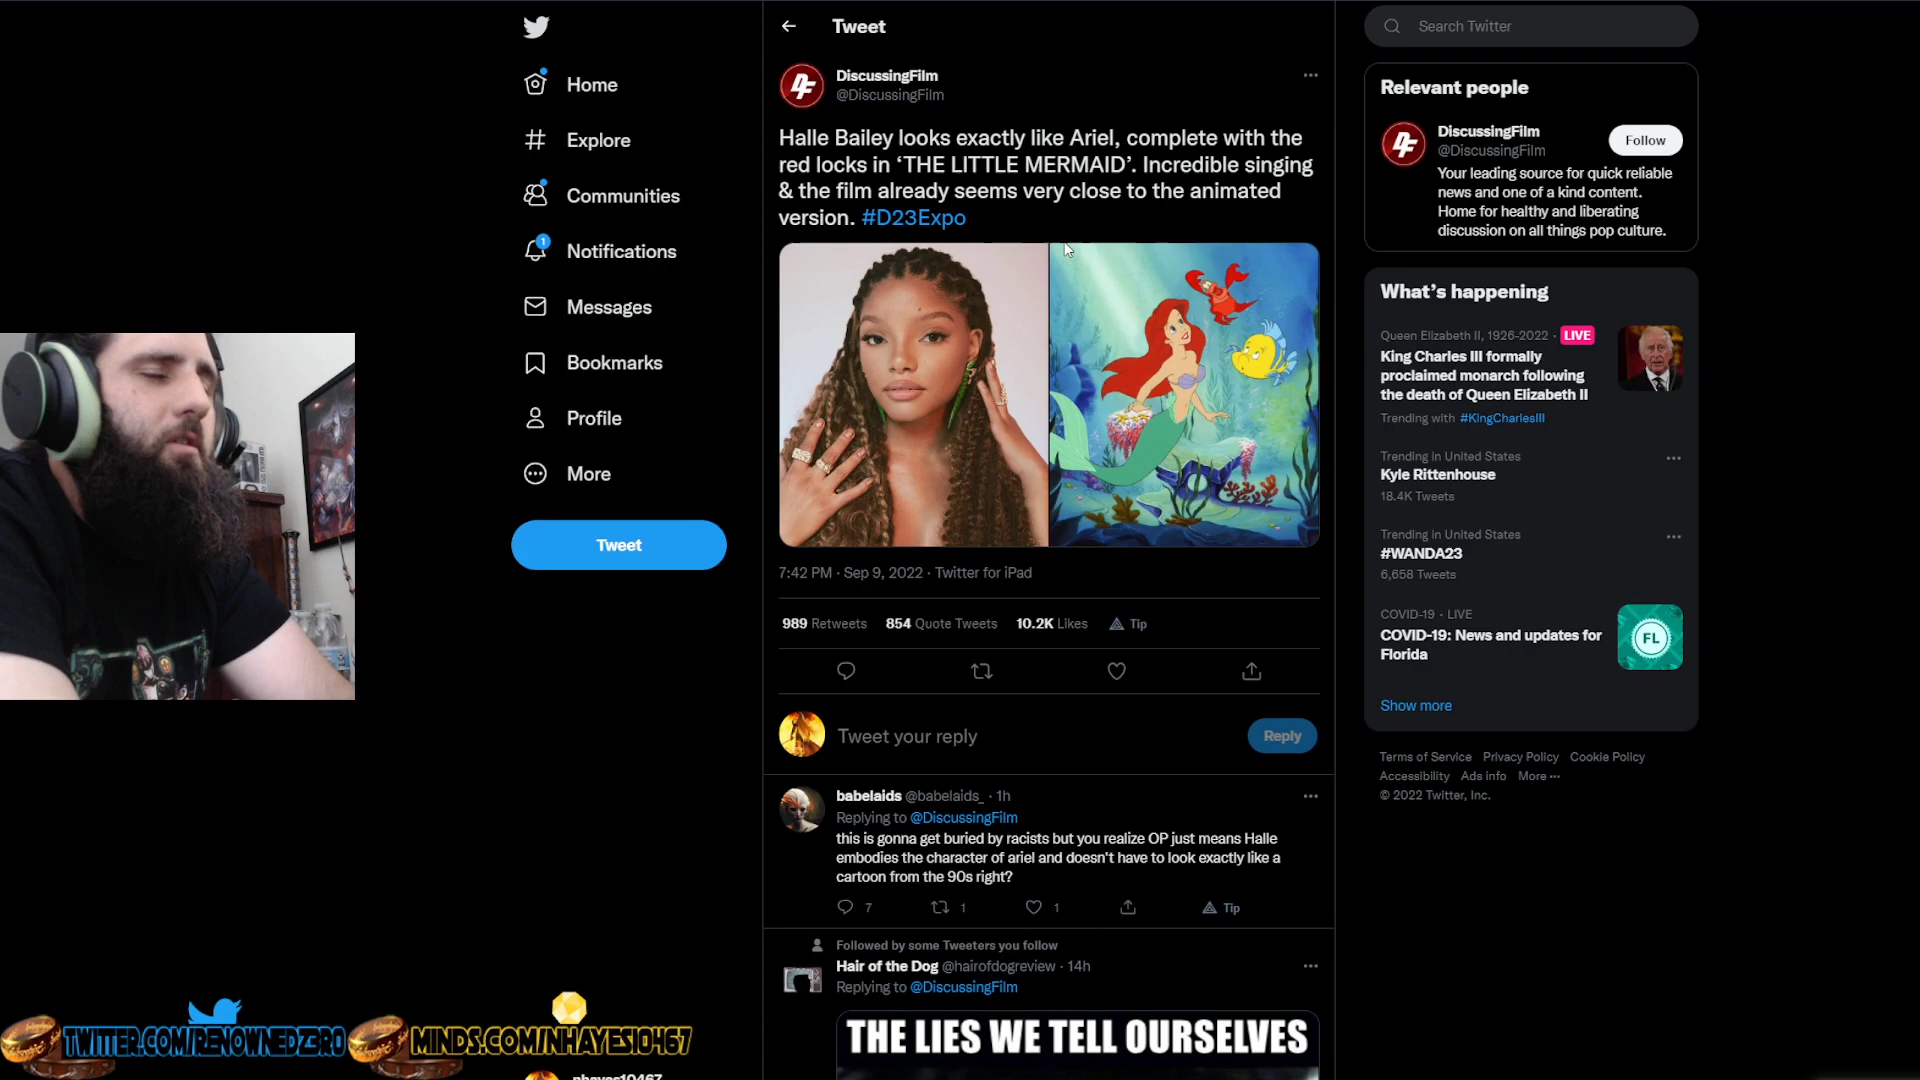 Tweet
Search Twitter
Home
Explore
Communities
1
Notifications
Messages
Bookmarks
Profile
More
Tweet
DiscussingFilm
@DiscussingFilm
Halle Bailey looks exactly like Ariel, complete with the
red locks in ‘THE LITTLE MERMAID’. Incredible singing
& the film already seems very close to the animated
version. #D23Expo
7:42 PM · Sep 9, 2022 · Twitter for iPad
989 Retweets 854 Quote Tweets 10.2K Likes Tip
Tweet your reply
Reply
babelaids @babelaids_ · 1h
Replying to @DiscussingFilm
this is gonna get buried by racists but you realize OP just means Halle
embodies the character of ariel and doesn't have to look exactly like a
cartoon from the 90s right?
7 1 1 Tip
Followed by some Tweeters you follow
Hair of the Dog @hairofdogreview · 14h
Replying to @DiscussingFilm
THE LIES WE TELL OURSELVES
Relevant people
DiscussingFilm
@DiscussingFilm
Follow
Your leading source for quick reliable
news and one of a kind content.
Home for healthy and liberating
discussion on all things pop culture.
What’s happening
Queen Elizabeth II, 1926-2022 · LIVE
King Charles III formally
proclaimed monarch following
the death of Queen Elizabeth II
Trending with #KingCharlesIII
Trending in United States
Kyle Rittenhouse
18.4K Tweets
Trending in United States
#WANDA23
6,658 Tweets
COVID-19 · LIVE
COVID-19: News and updates for
Florida
FL
Show more
Terms of Service Privacy Policy Cookie Policy
Accessibility Ads info More
© 2022 Twitter, Inc.
TWITTER.COM/RENOWNEDZ3R0
MINDS.COM/NHAYES10467
nhayes10467